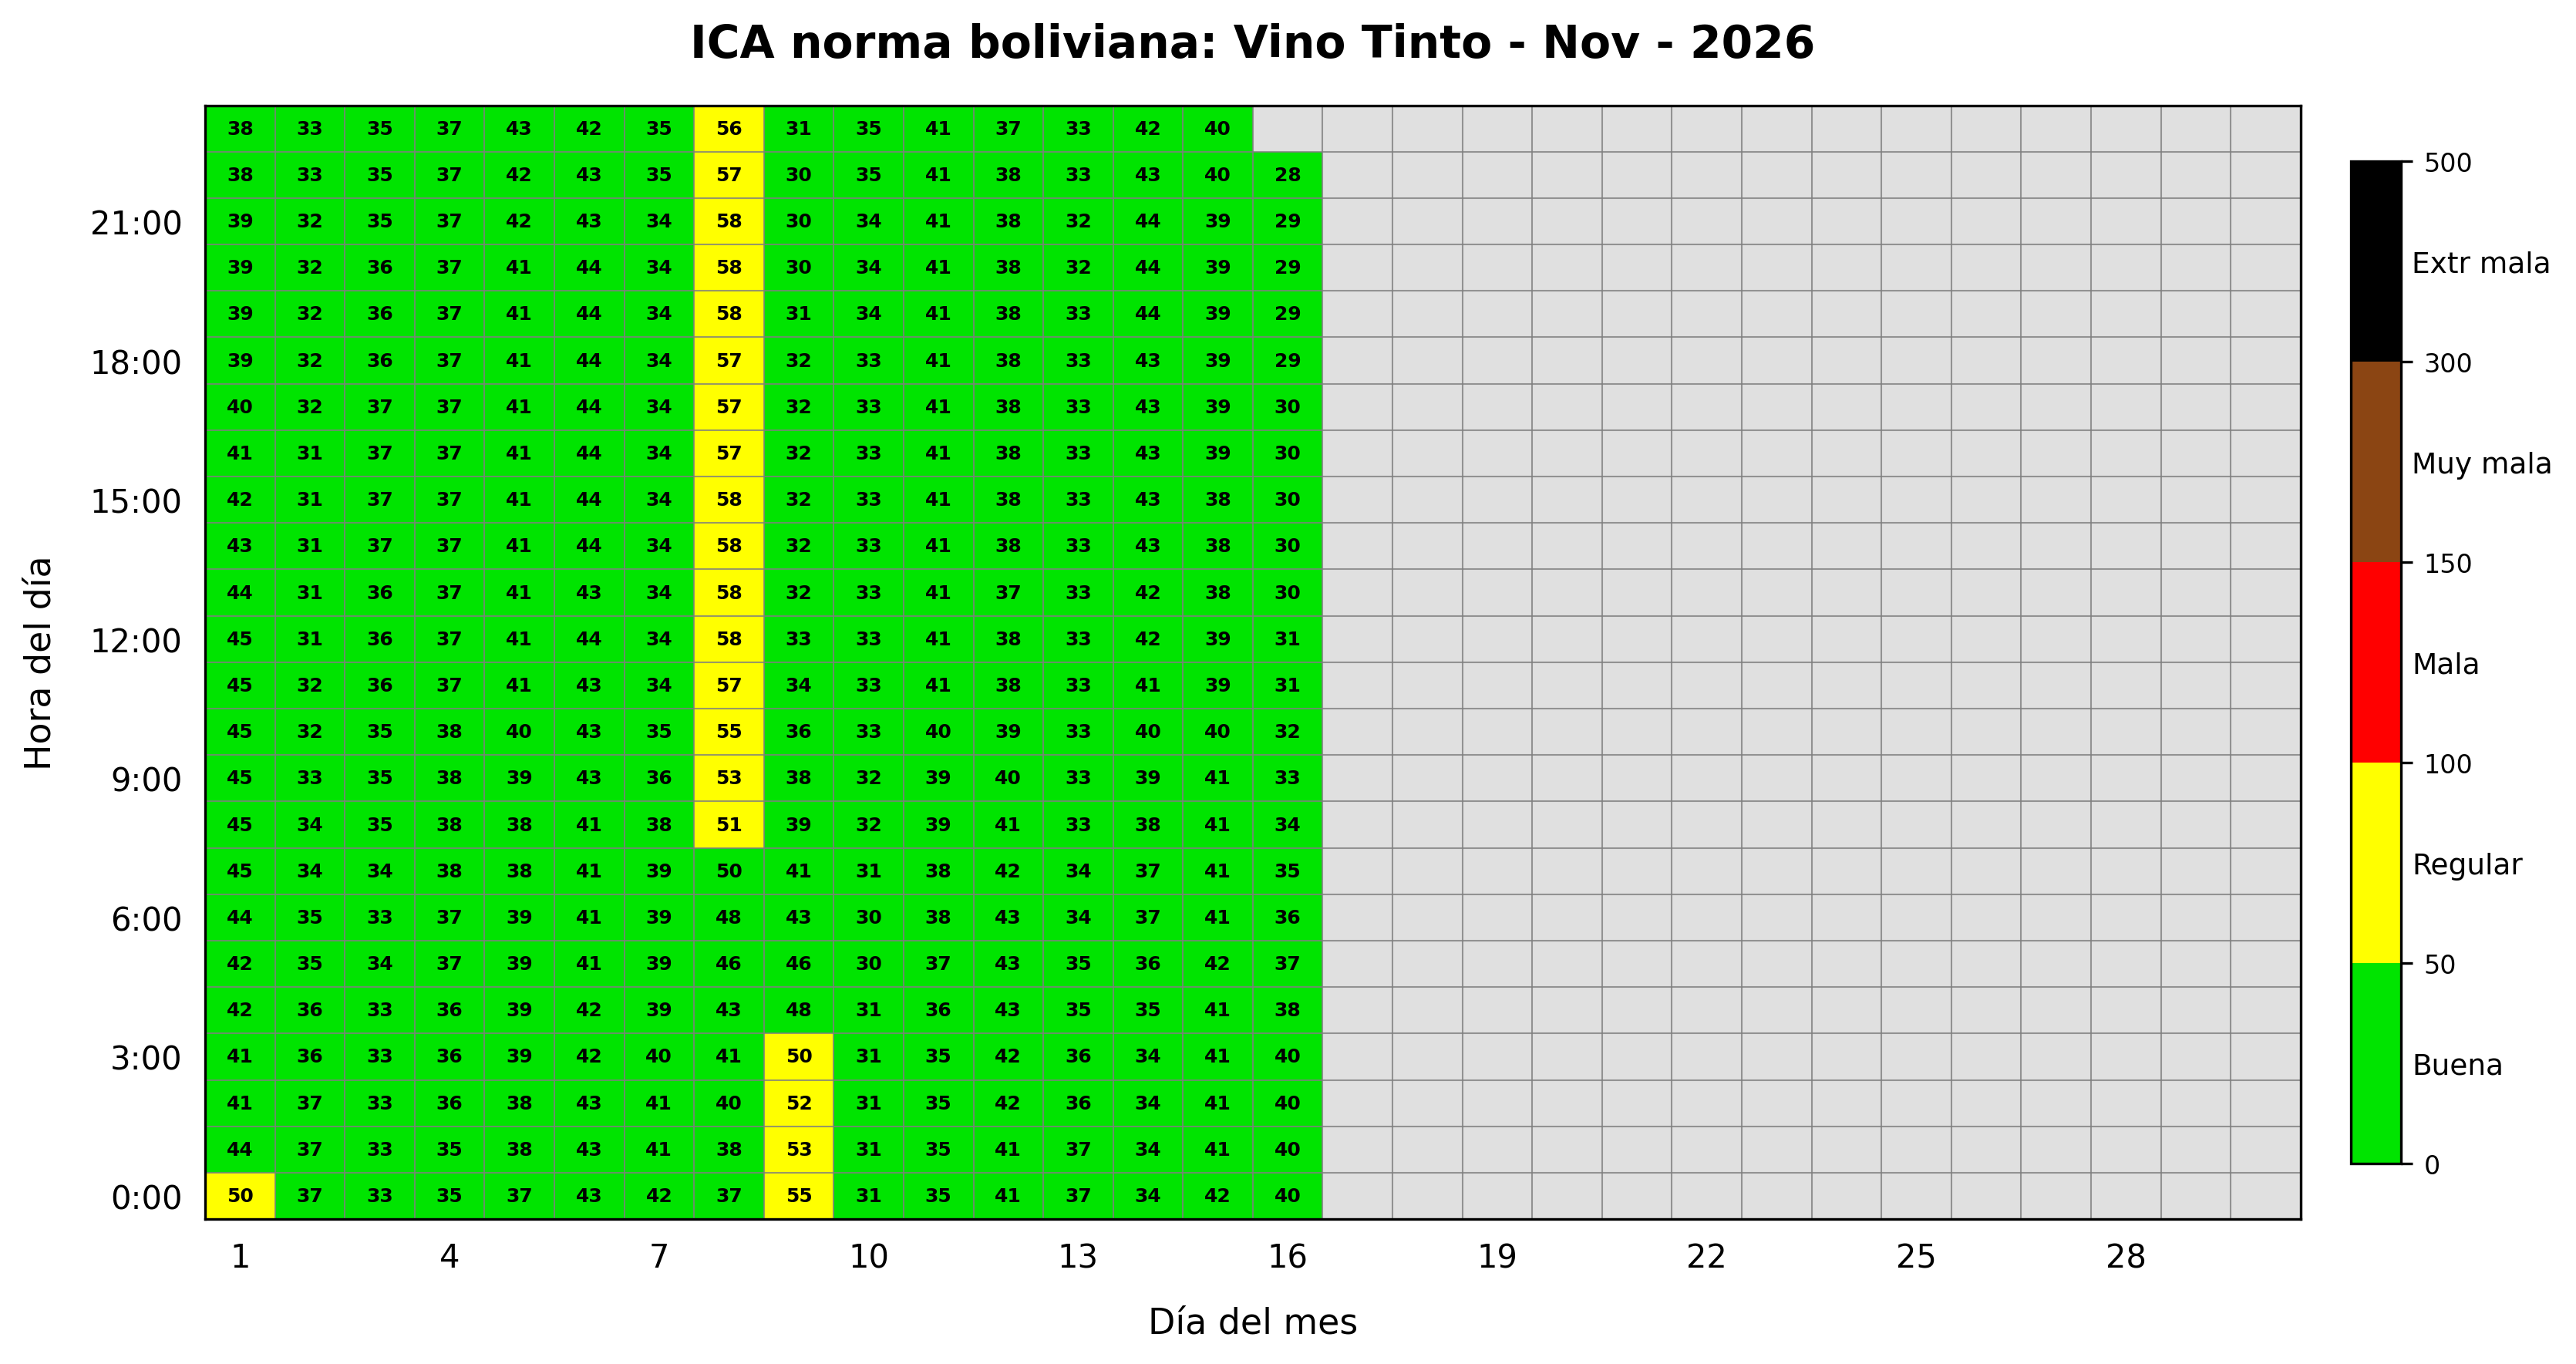 ICA norma boliviana: Vino Tinto - Nov - 2026
38 33 35 37 43 42 35 56 31 35 41 37 33 42 40
38 33 35 37 42 43 35 57 30 35 41 38 33 43 40 28
21:00 39 32 35 37 42 43 34 58 30 34 41 38 32 44 39 29
39 32 36 37 41 44 34 58 30 34 41 38 32 44 39 29
39 32 36 37 41 44 34 58 31 34 41 38 33 44 39 29
18:00 39 32 36 37 41 44 34 57 32 33 41 38 33 43 39 29
40 32 37 37 41 44 34 57 32 33 41 38 33 43 39 30
41 31 37 37 41 44 34 57 32 33 41 38 33 43 39 30
15:00 42 31 37 37 41 44 34 58 32 33 41 38 33 43 38 30
43 31 37 37 41 44 34 58 32 33 41 38 33 43 38 30
44 31 36 37 41 43 34 58 32 33 41 37 33 42 38 30
12:00 45 31 36 37 41 44 34 58 33 33 41 38 33 42 39 31
45 32 36 37 41 43 34 57 34 33 41 38 33 41 39 31
45 32 35 38 40 43 35 55 36 33 40 39 33 40 40 32
9:00 45 33 35 38 39 43 36 53 38 32 39 40 33 39 41 33
45 34 35 38 38 41 38 51 39 32 39 41 33 38 41 34
45 34 34 38 38 41 39 50 41 31 38 42 34 37 41 35
6:00 44 35 33 37 39 41 39 48 43 30 38 43 34 37 41 36
42 35 34 37 39 41 39 46 46 30 37 43 35 36 42 37
42 36 33 36 39 42 39 43 48 31 36 43 35 35 41 38
3:00 41 36 33 36 39 42 40 41 50 31 35 42 36 34 41 40
41 37 33 36 38 43 41 40 52 31 35 42 36 34 41 40
44 37 33 35 38 43 41 38 53 31 35 41 37 34 41 40
0:00 50 37 33 35 37 43 42 37 55 31 35 41 37 34 42 40
1 4 7 10 13 16 19 22 25 28
Día del mes
Hora del día
500
Extr mala
300
Muy mala
150
Mala
100
Regular
50
Buena
0